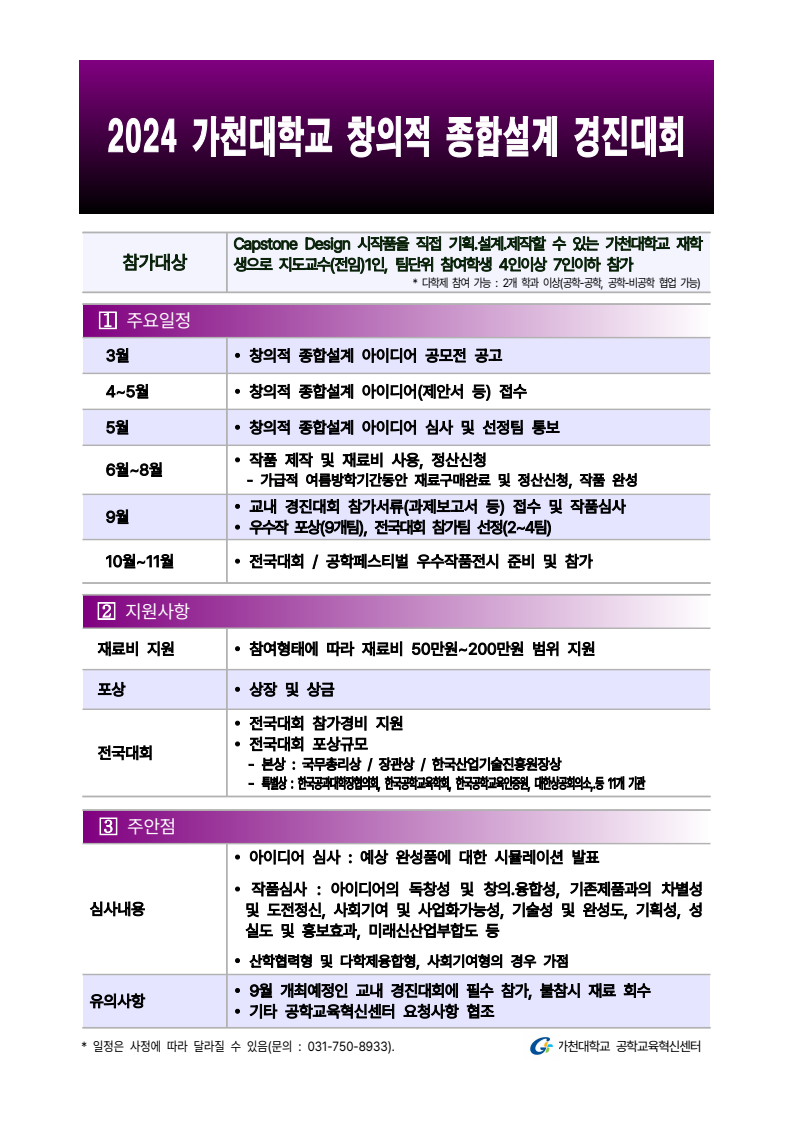 2024 가천대학교 창의적 종합설계 경진대회
참가대상
Capstone Design 시작품을 직접 기획.설계.제작할 수 있는 가천대학교 재학
생으로 지도교수(전임)1인, 팀단위 참여학생 4인이상 7인이하 참가
* 다학제 참여 가능 : 2개 학과 이상(공학-공학, 공학-비공학 협업 가능)
1 주요일정
3월
• 창의적 종합설계 아이디어 공모전 공고
4~5월
• 창의적 종합설계 아이디어(제안서 등) 접수
5월
• 창의적 종합설계 아이디어 심사 및 선정팀 통보
6월~8월
• 작품 제작 및 재료비 사용, 정산신청
- 가급적 여름방학기간동안 재료구매완료 및 정산신청, 작품 완성
9월
• 교내 경진대회 참가서류(과제보고서 등) 접수 및 작품심사
• 우수작 포상(9개팀), 전국대회 참가팀 선정(2~4팀)
10월~11월
• 전국대회 / 공학페스티벌 우수작품전시 준비 및 참가
2 지원사항
재료비 지원
• 참여형태에 따라 재료비 50만원~200만원 범위 지원
포상
• 상장 및 상금
전국대회
• 전국대회 참가경비 지원
• 전국대회 포상규모
- 본상 : 국무총리상 / 장관상 / 한국산업기술진흥원장상
- 특별상 : 한국공과대학장협의회, 한국공학교육학회, 한국공학교육인증원, 대한상공회의소,.등 11개 기관
3 주안점
심사내용
• 아이디어 심사 : 예상 완성품에 대한 시뮬레이션 발표
• 작품심사 : 아이디어의 독창성 및 창의.융합성, 기존제품과의 차별성
및 도전정신, 사회기여 및 사업화가능성, 기술성 및 완성도, 기획성, 성
실도 및 홍보효과, 미래신산업부합도 등
• 산학협력형 및 다학제융합형, 사회기여형의 경우 가점
유의사항
• 9월 개최예정인 교내 경진대회에 필수 참가, 불참시 재료 회수
• 기타 공학교육혁신센터 요청사항 협조
* 일정은 사정에 따라 달라질 수 있음(문의 : 031-750-8933).
가천대학교 공학교육혁신센터